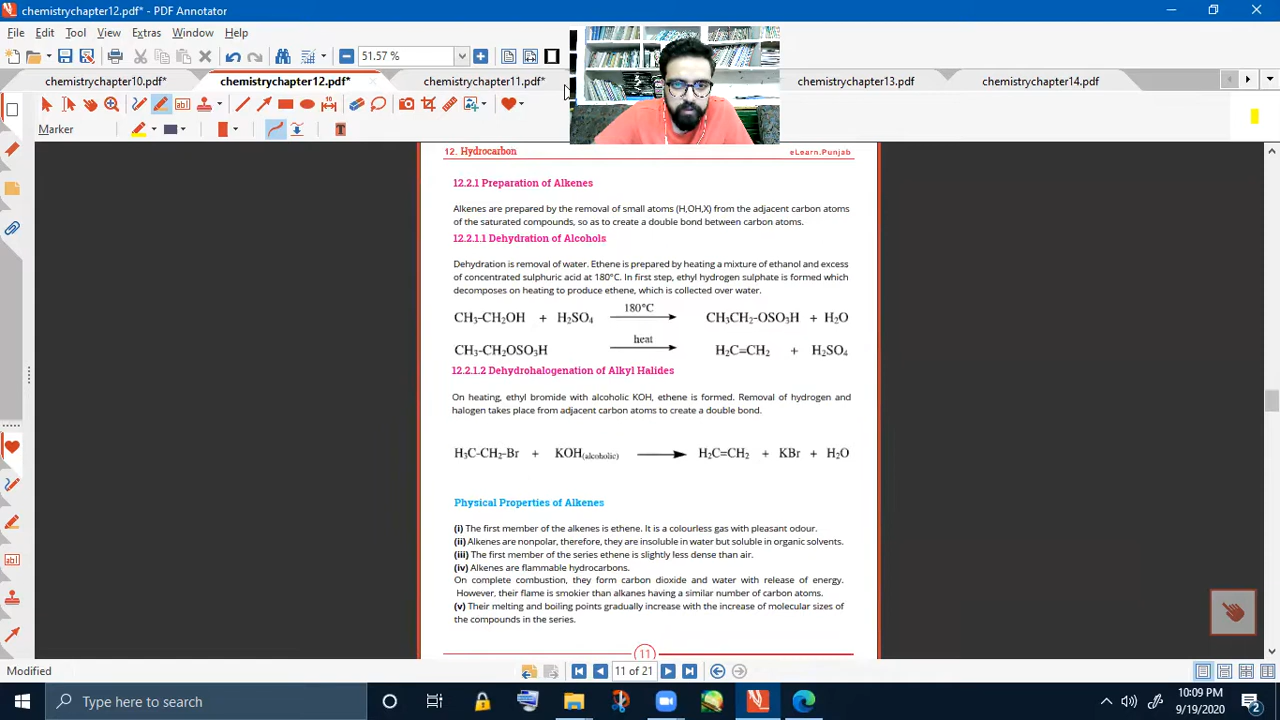 chemistrychapter12.pdf* - PDF Annotator
File Edit Tool View Extras Window Help
51.57 %
chemistrychapter10.pdf* chemistrychapter12.pdf* chemistrychapter11.pdf* chemistrychapter13.pdf chemistrychapter14.pdf
Marker
12. Hydrocarbon eLearn.Punjab
12.2.1 Preparation of Alkenes
Alkenes are prepared by the removal of small atoms (H,OH,X) from the adjacent carbon atoms
of the saturated compounds, so as to create a double bond between carbon atoms.
12.2.1.1 Dehydration of Alcohols
Dehydration is removal of water. Ethene is prepared by heating a mixture of ethanol and excess
of concentrated sulphuric acid at 180°C. In first step, ethyl hydrogen sulphate is formed which
decomposes on heating to produce ethene, which is collected over water.
180°C
CH₃-CH₂OH + H₂SO₄ ⟶ CH₃CH₂-OSO₃H + H₂O
heat
CH₃-CH₂OSO₃H ⟶ H₂C=CH₂ + H₂SO₄
12.2.1.2 Dehydrohalogenation of Alkyl Halides
On heating, ethyl bromide with alcoholic KOH, ethene is formed. Removal of hydrogen and
halogen takes place from adjacent carbon atoms to create a double bond.
H₃C-CH₂-Br + KOH(alcoholic) ⟶ H₂C=CH₂ + KBr + H₂O
Physical Properties of Alkenes
(i) The first member of the alkenes is ethene. It is a colourless gas with pleasant odour.
(ii) Alkenes are nonpolar, therefore, they are insoluble in water but soluble in organic solvents.
(iii) The first member of the series ethene is slightly less dense than air.
(iv) Alkenes are flammable hydrocarbons.
On complete combustion, they form carbon dioxide and water with release of energy.
However, their flame is smokier than alkanes having a similar number of carbon atoms.
(v) Their melting and boiling points gradually increase with the increase of molecular sizes of
the compounds in the series.
11
Modified 11 of 21
Type here to search
10:09 PM
9/19/2020
2